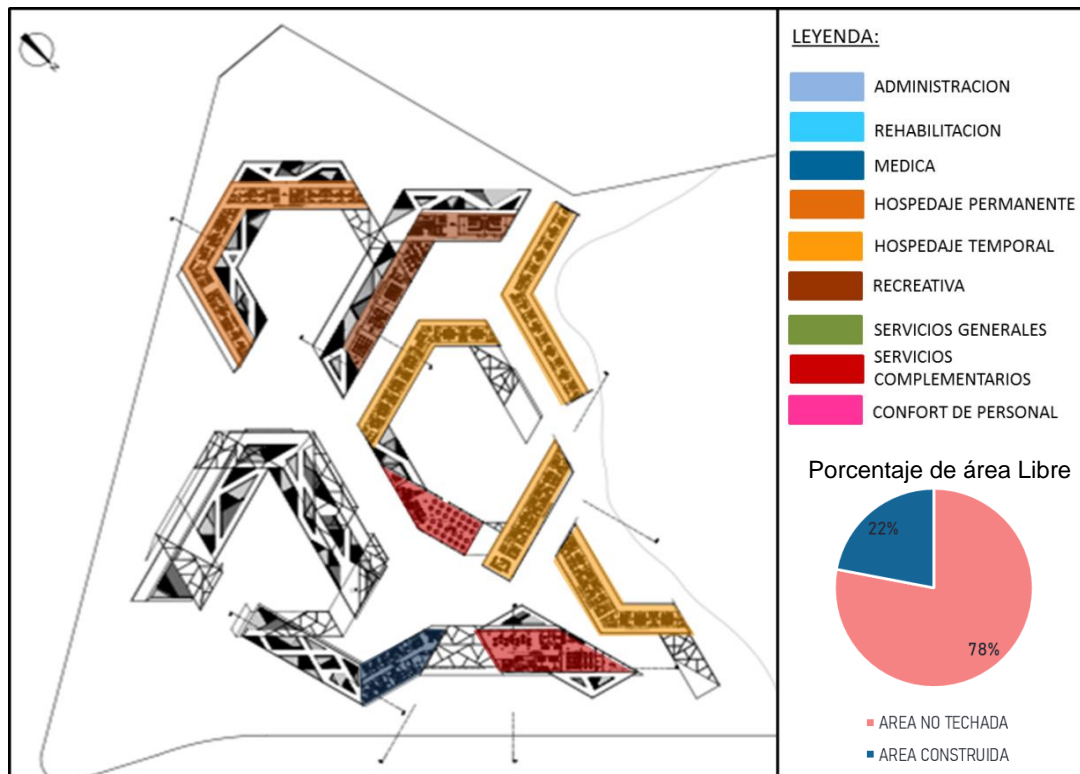 LEYENDA:
ADMINISTRACION
REHABILITACION
MEDICA
HOSPEDAJE PERMANENTE
HOSPEDAJE TEMPORAL
RECREATIVA
SERVICIOS GENERALES
SERVICIOS
COMPLEMENTARIOS
CONFORT DE PERSONAL
Porcentaje de área Libre
22%
78%
AREA NO TECHADA
AREA CONSTRUIDA